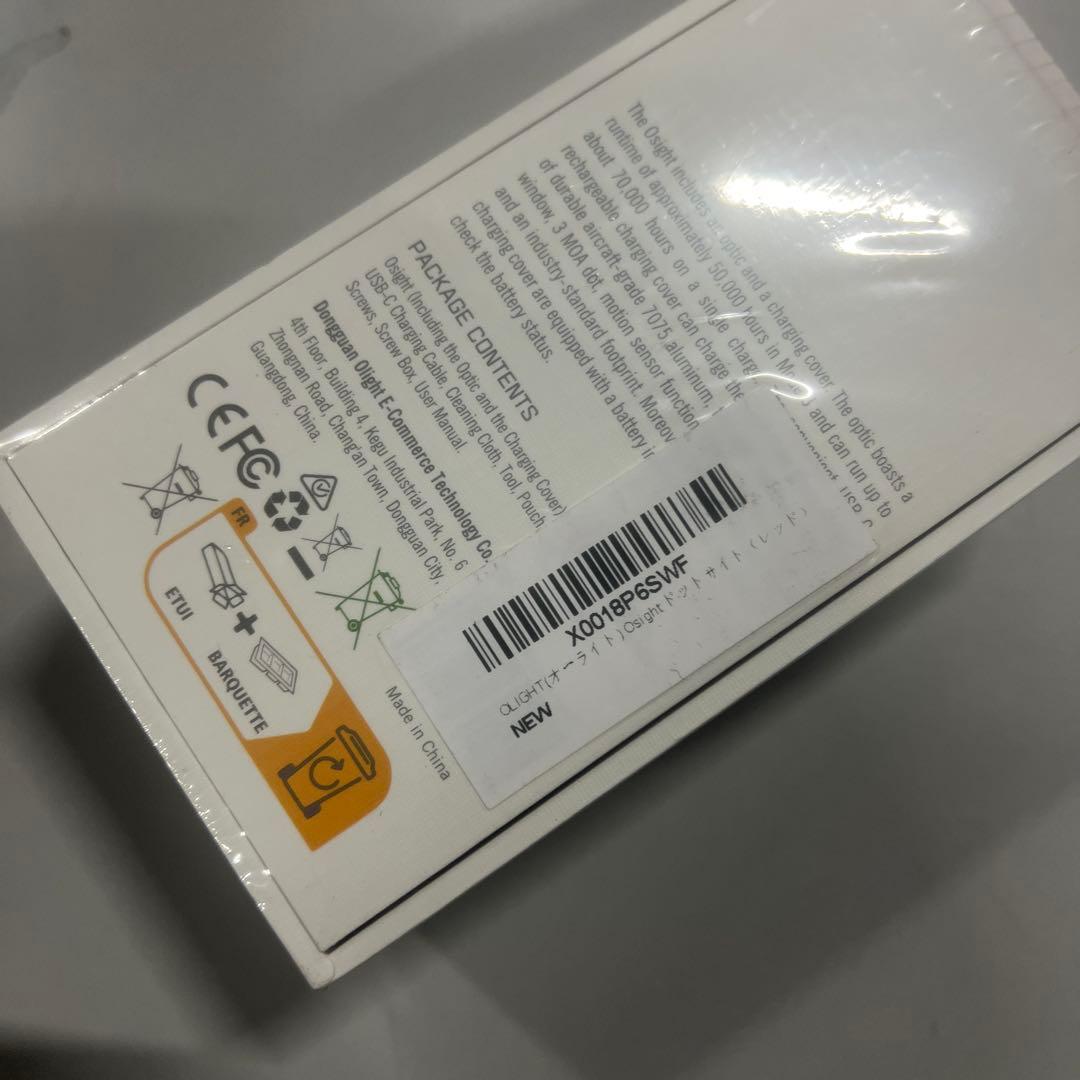 The Osight includes an optic and a charging cover. The optic boasts a
runtime of approximately 50,000 hours in and can run up to
about 70,000 hours on a single
rechargeable charging cover can charge the
of durable aircraft-grade 7075 aluminum,
window, 3 MOA dot, motion sensor function
and an industry-standard footprint.
charging cover are equipped with a battery
check the battery status.
PACKAGE CONTENTS
Osight (Including the Optic and the Charging Cover)
USB-C Charging Cable, Cleaning Cloth, Tool, Pouch,
Screws, Screw Box, User Manual.
Dongguan Olight E-Commerce Technology Co.,
4th Floor, Building 4, Kegu Industrial Park, No. 6
Zhongnan Road, Chang'an Town, Dongguan City,
Guangdong, China.
CE FC
FR
ETUI
+
BARQUETTE
Made in China
X0018P6SWF
OLIGHT(オーライト) Osight ドットサイト (レッド)
NEW